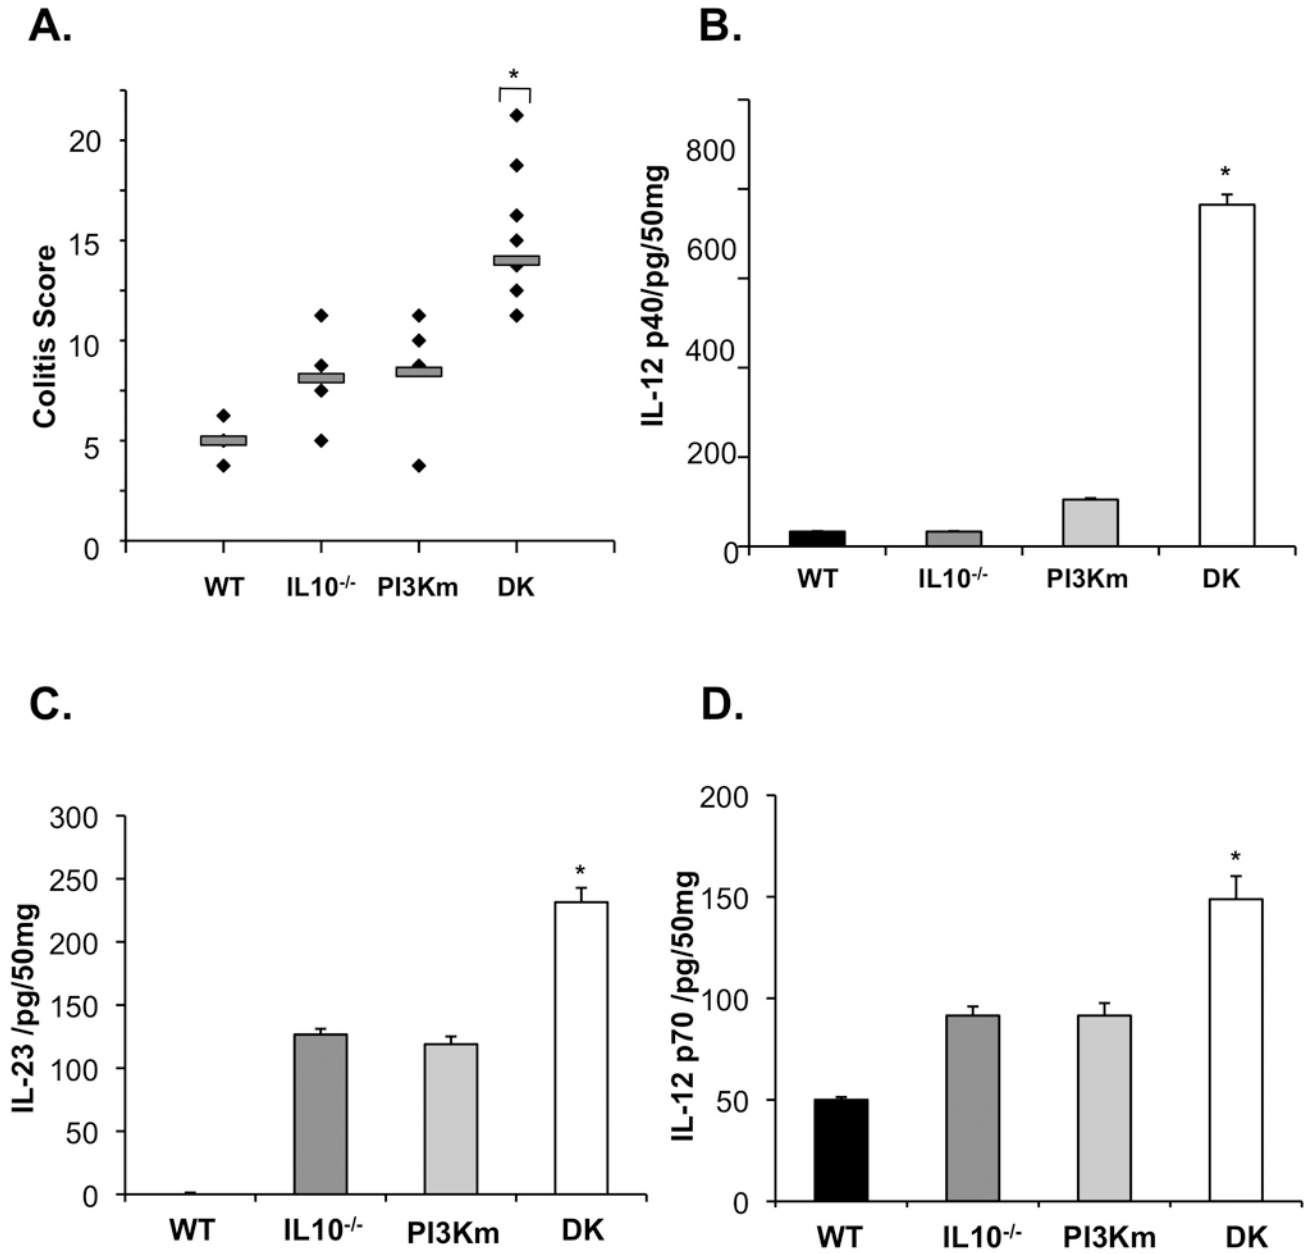 A.
*
20
15
10
5
0
Colitis Score
WT IL10-/- PI3Km DK
B.
*
800
600
400
200
0
IL-12 p40/pg/50mg
WT IL10-/- PI3Km DK
C.
*
300
250
200
150
100
50
0
IL-23 /pg/50mg
WT IL10-/- PI3Km DK
D.
*
200
150
100
50
0
IL-12 p70 /pg/50mg
WT IL10-/- PI3Km DK